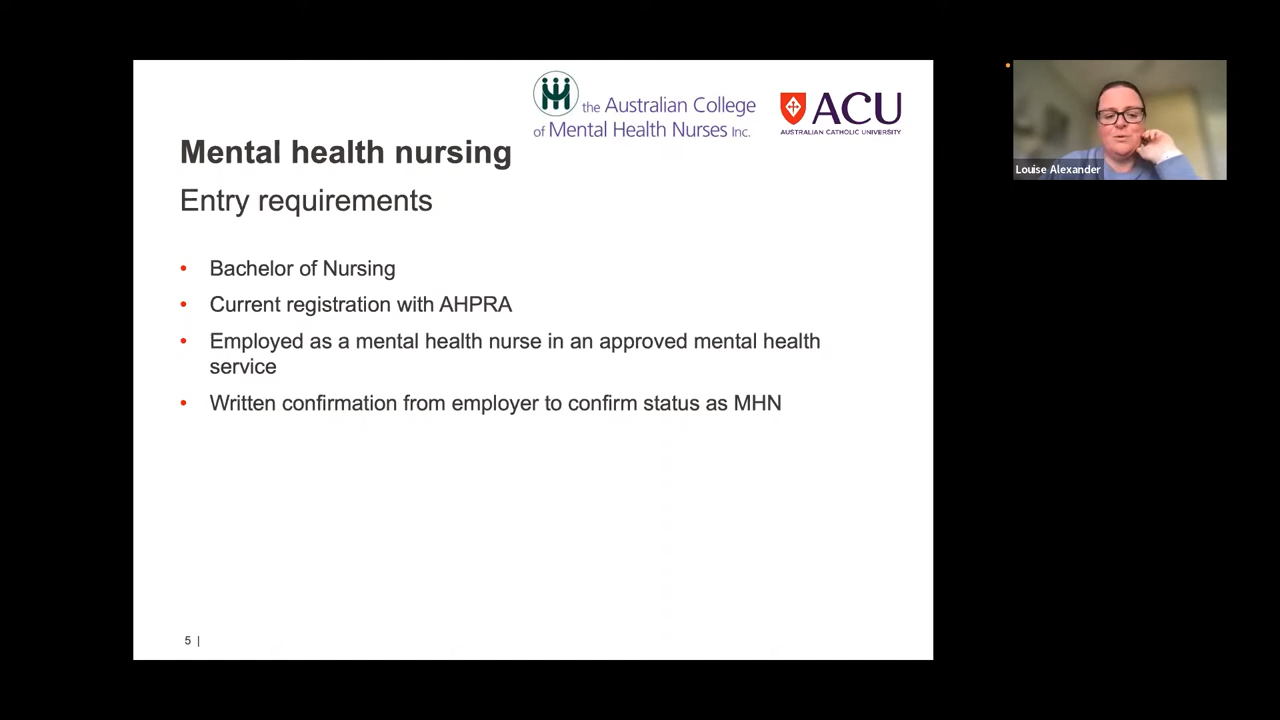 the Australian College
of Mental Health Nurses Inc.
ACU
AUSTRALIAN CATHOLIC UNIVERSITY
Mental health nursing
Entry requirements
• Bachelor of Nursing
• Current registration with AHPRA
• Employed as a mental health nurse in an approved mental health
service
• Written confirmation from employer to confirm status as MHN
5 |
Louise Alexander